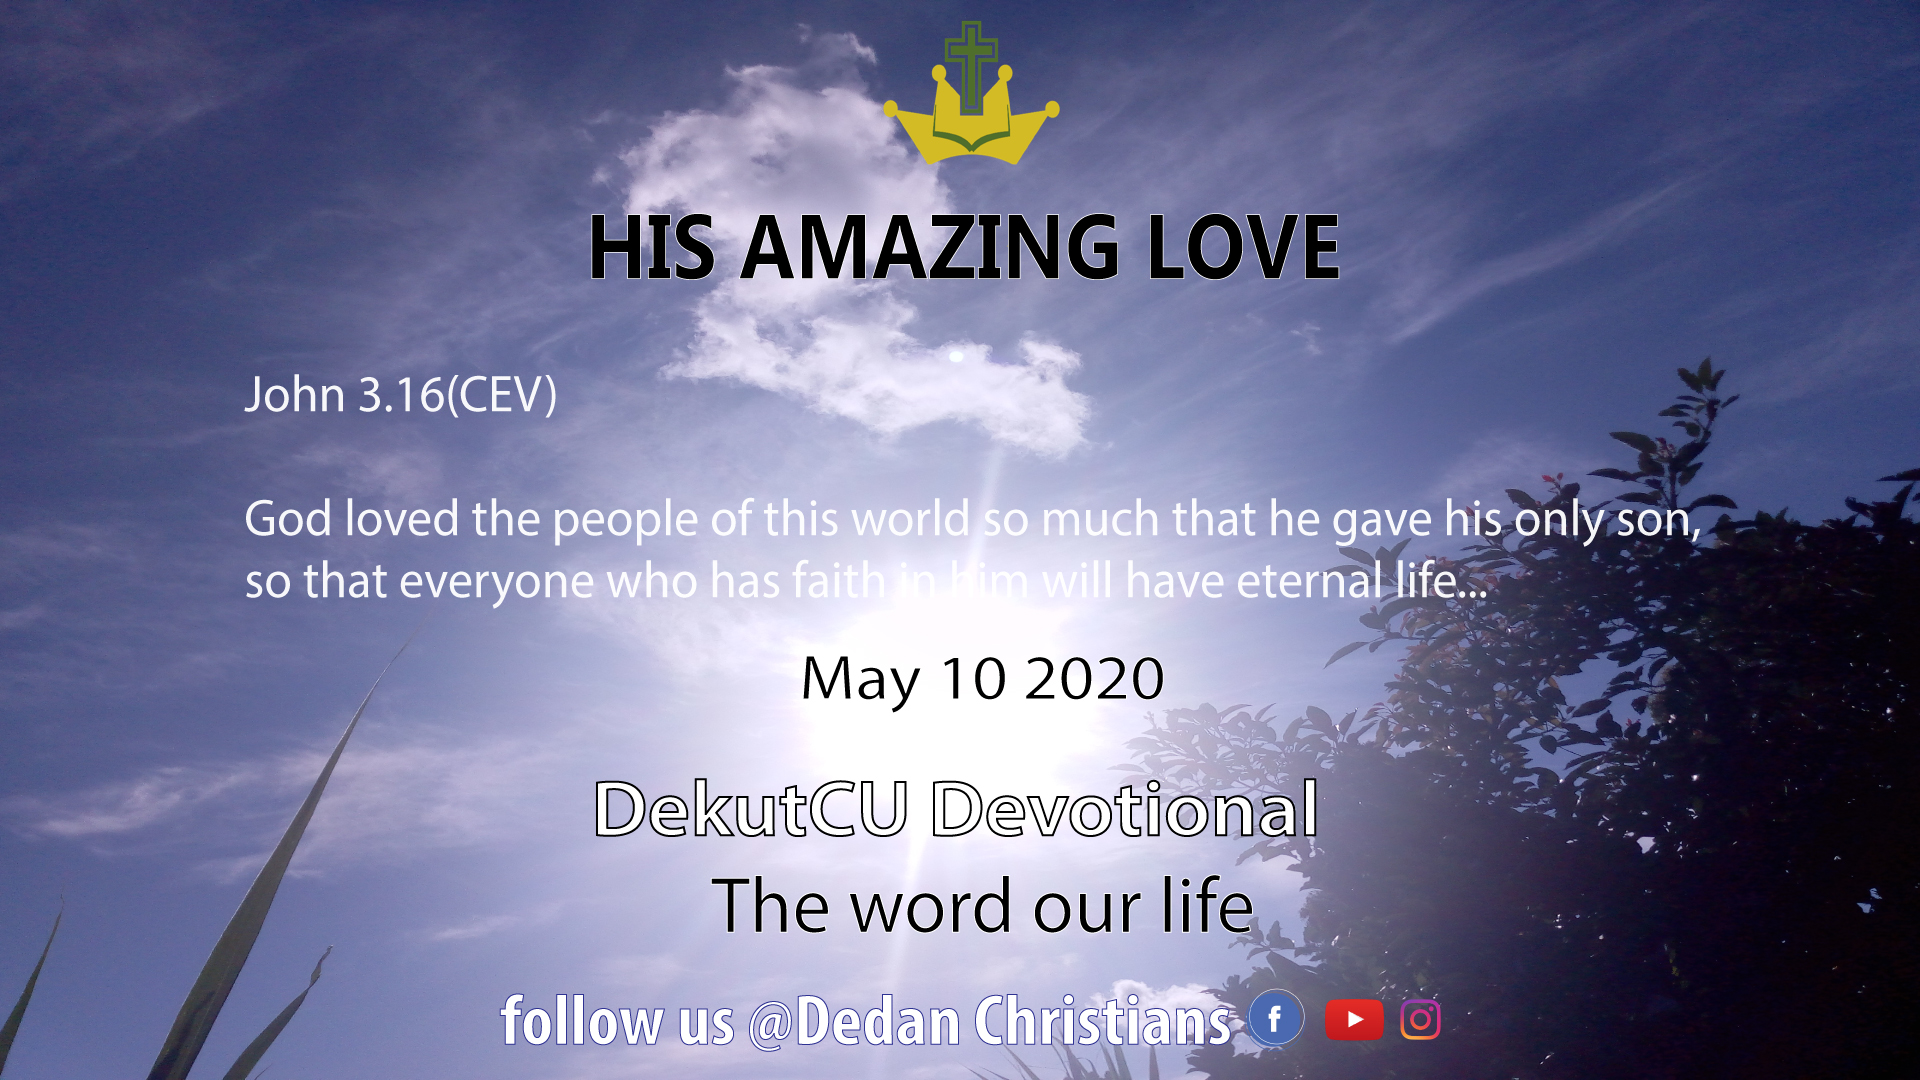 HIS AMAZING LOVE
John 3.16(CEV)
God loved the people of this world so much that he gave his only son,
so that everyone who has faith in him will have eternal life...
May 10 2020
DekutCU Devotional
The word our life
follow us @Dedan Christians